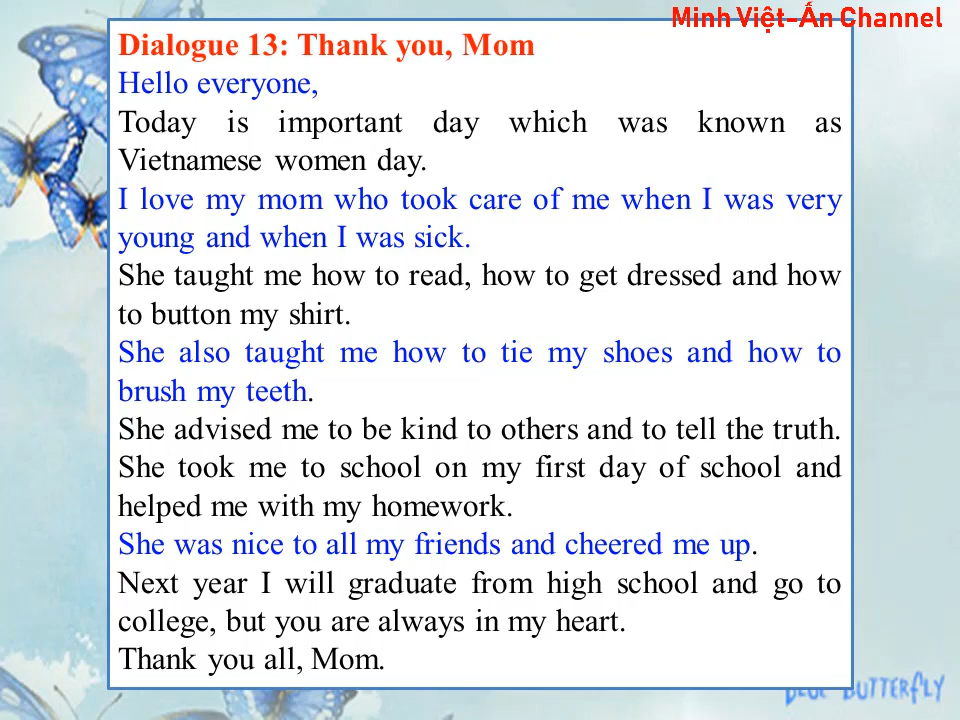 Minh Việt-Ấn Channel
Dialogue 13: Thank you, Mom
Hello everyone,
Today is important day which was known as
Vietnamese women day.
I love my mom who took care of me when I was very
young and when I was sick.
She taught me how to read, how to get dressed and how
to button my shirt.
She also taught me how to tie my shoes and how to
brush my teeth.
She advised me to be kind to others and to tell the truth.
She took me to school on my first day of school and
helped me with my homework.
She was nice to all my friends and cheered me up.
Next year I will graduate from high school and go to
college, but you are always in my heart.
Thank you all, Mom.
BLUE BUTTERFLY